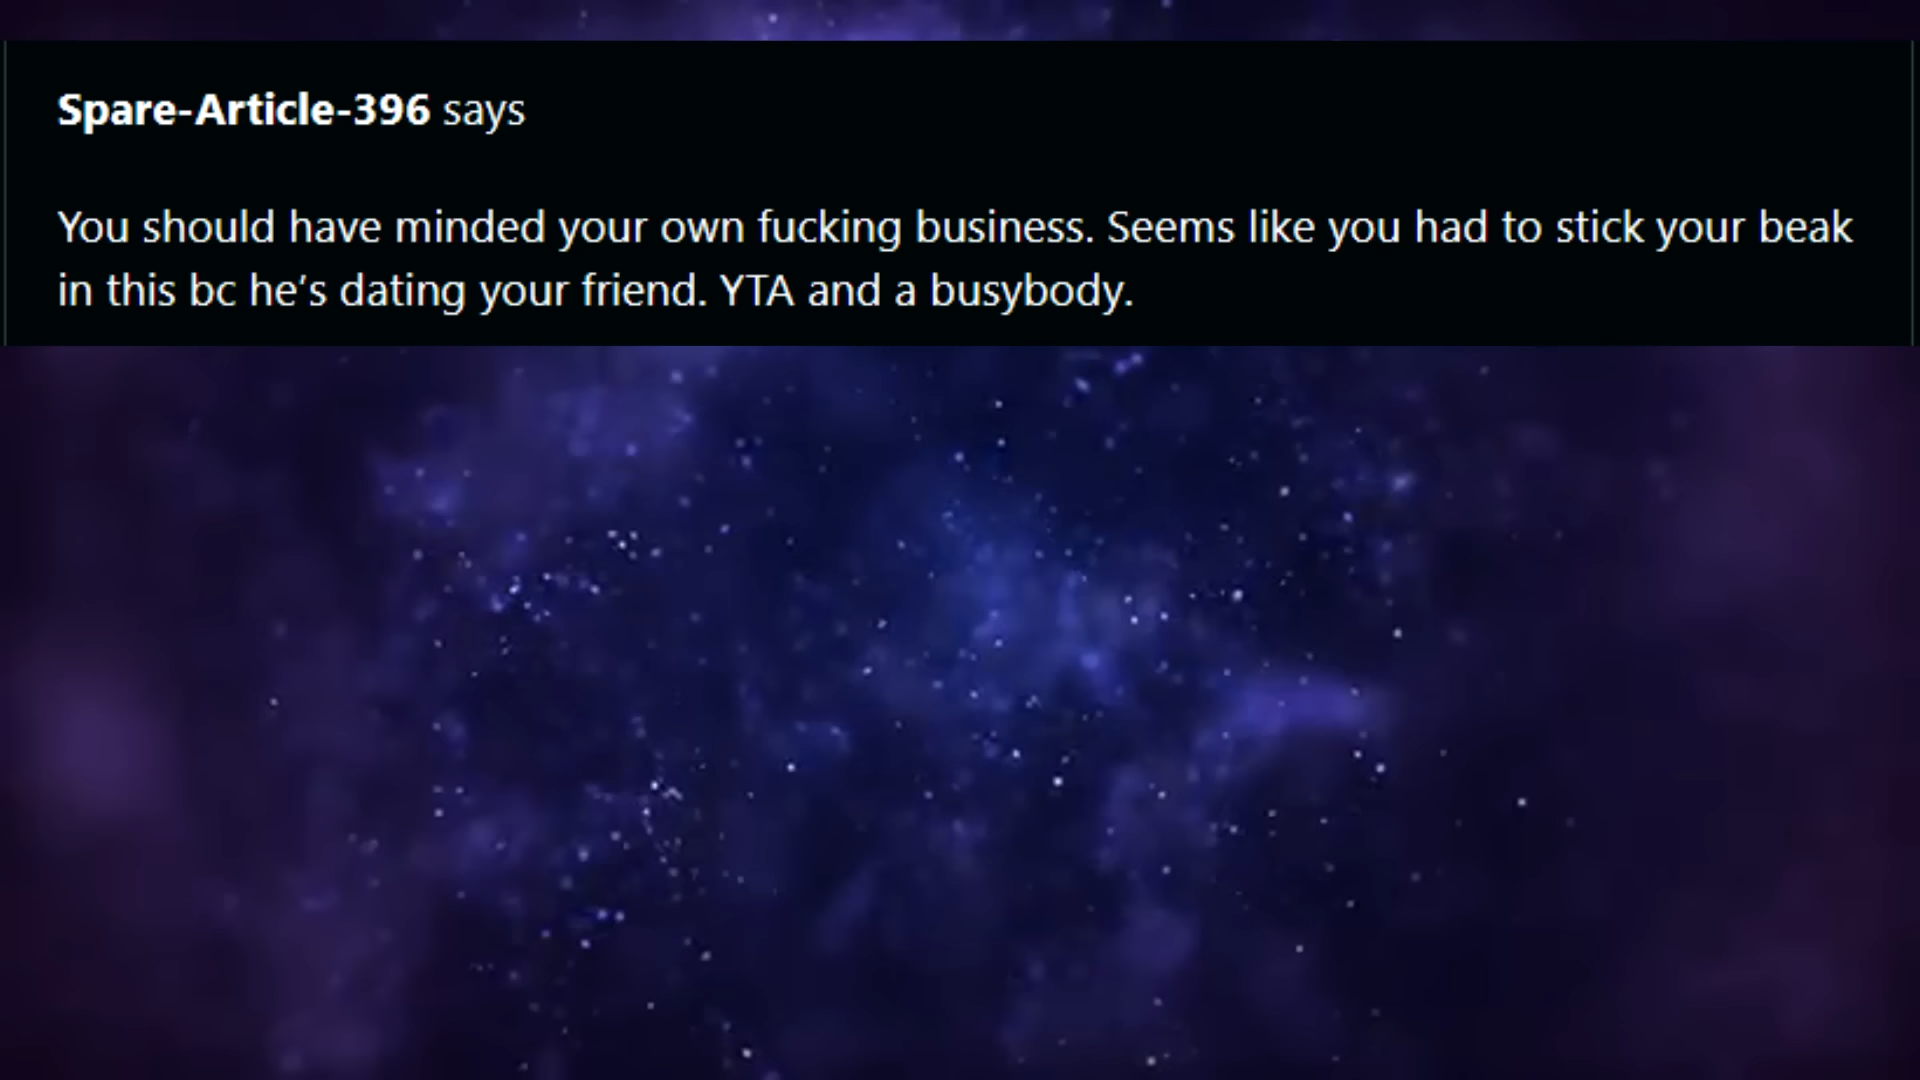 Spare-Article-396 says
You should have minded your own fucking business. Seems like you had to stick your beak
in this bc he’s dating your friend. YTA and a busybody.